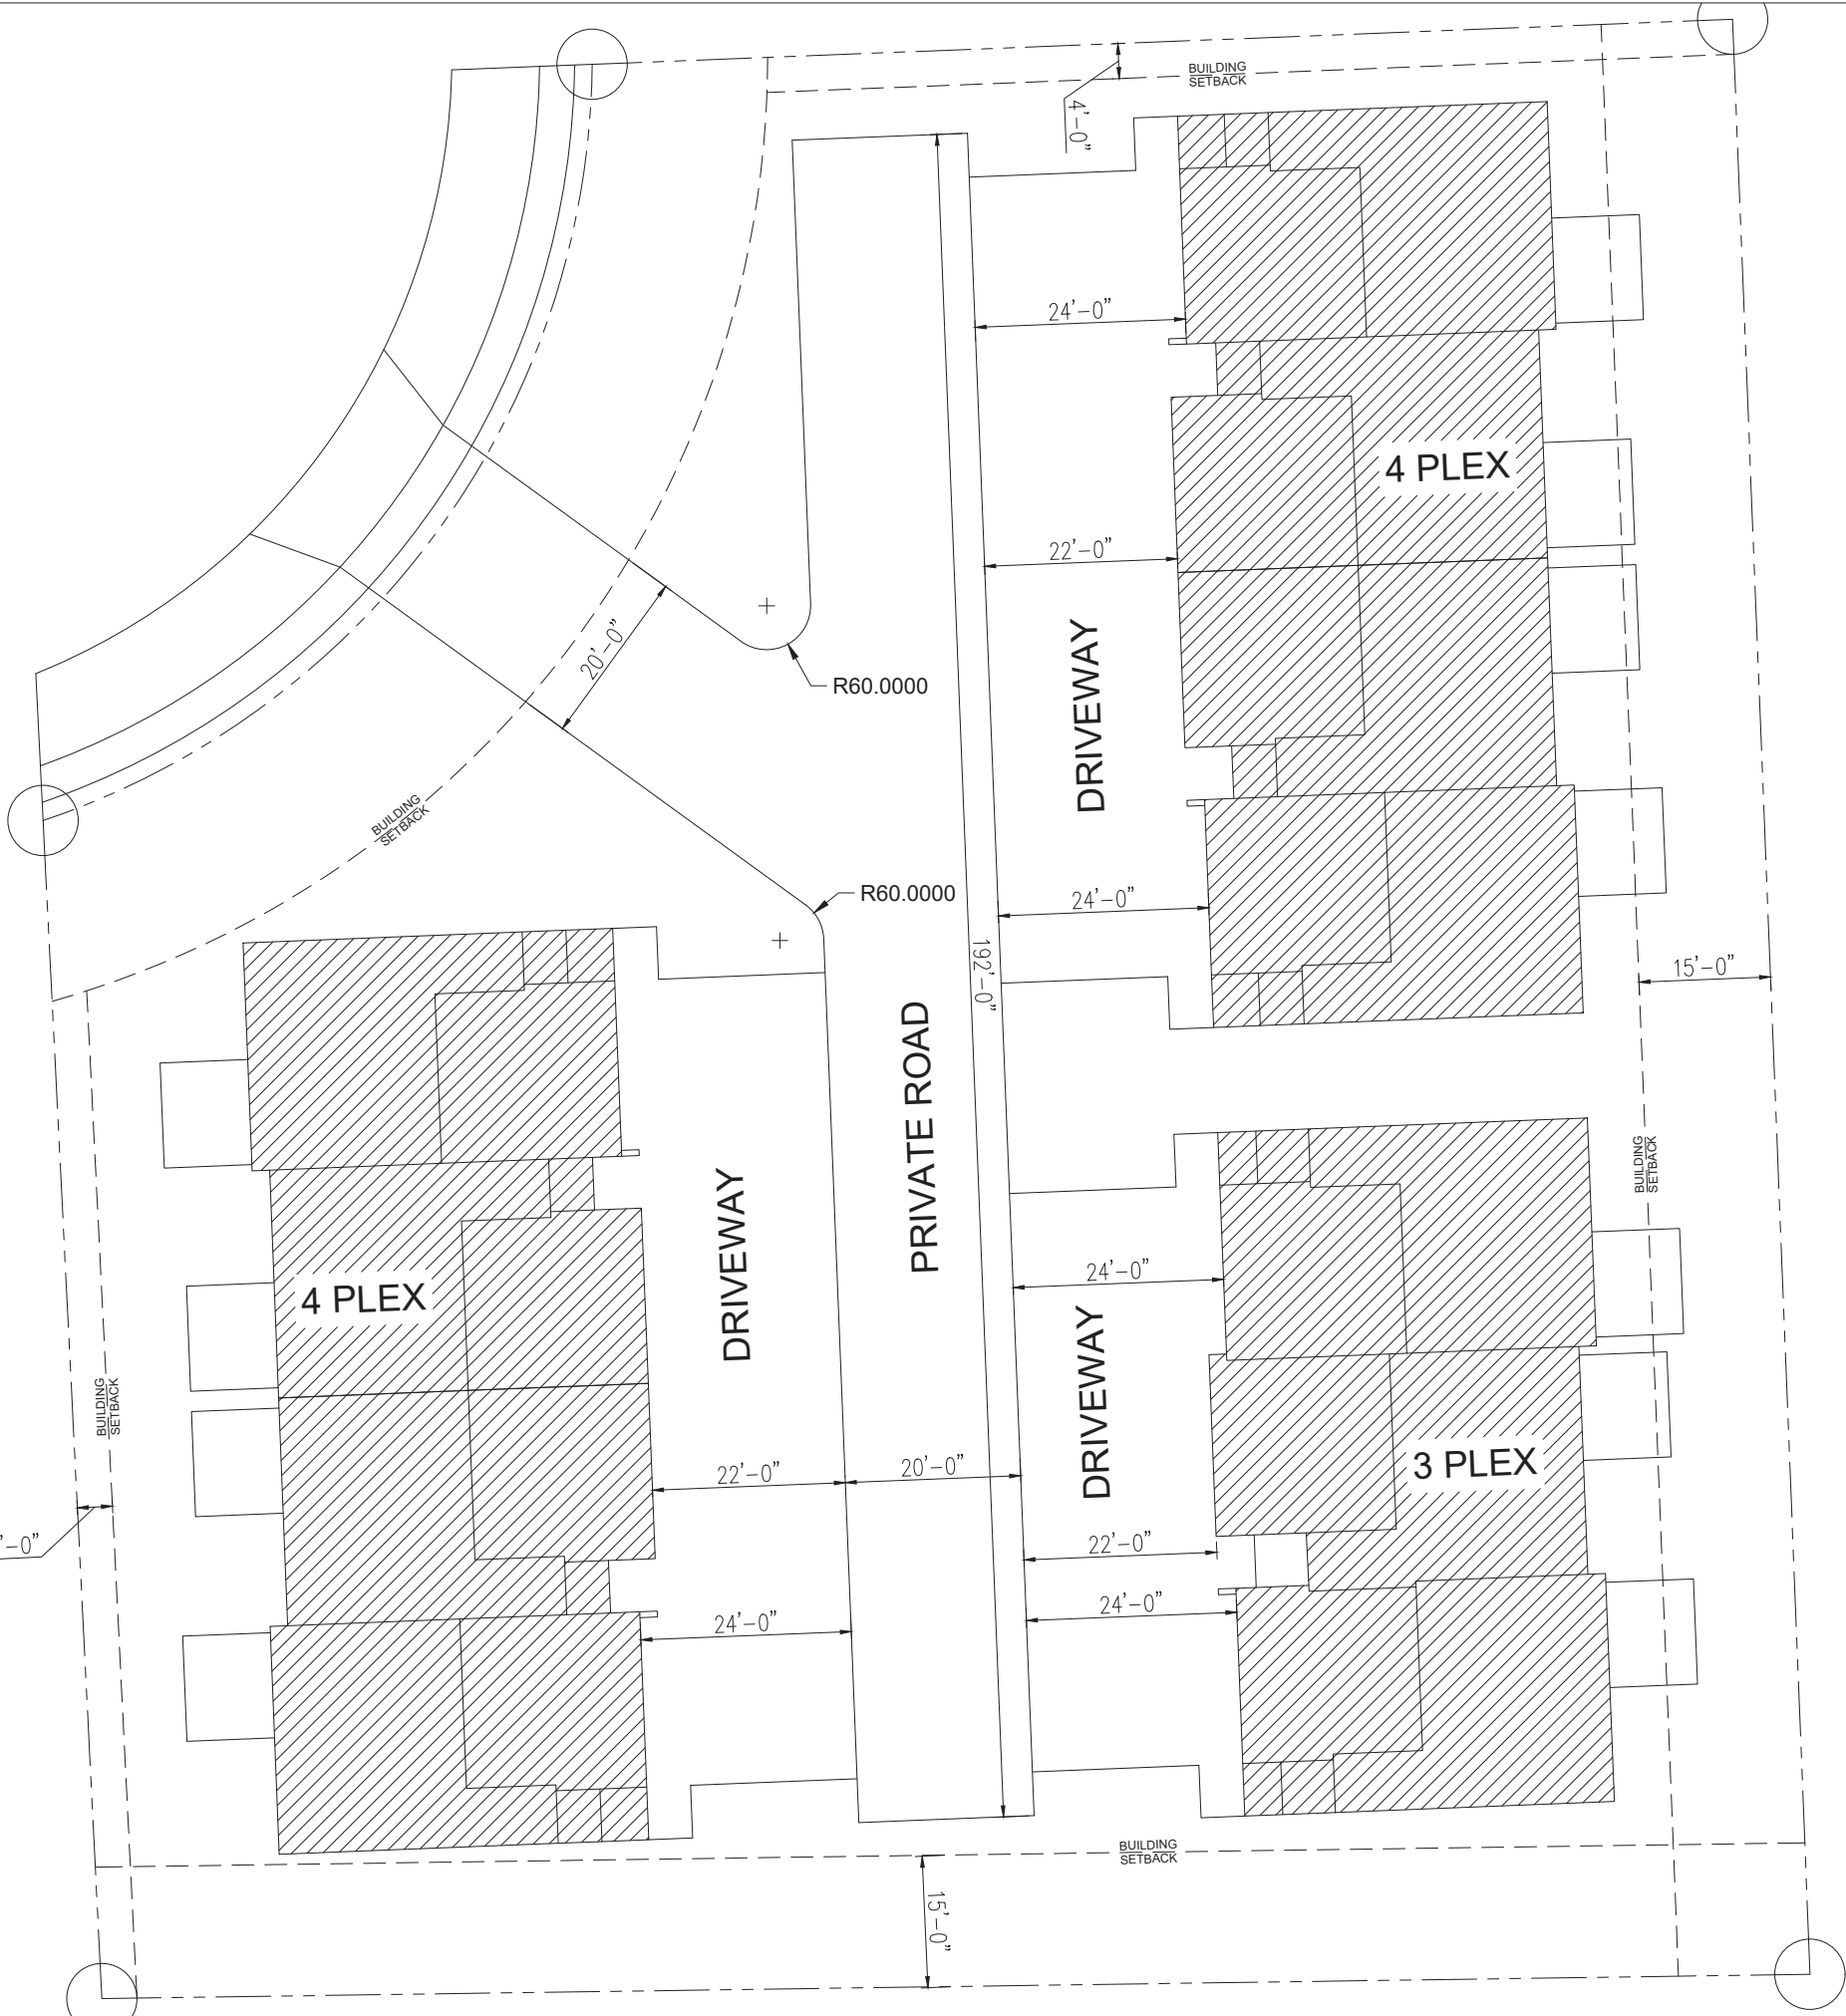 BUILDING
SETBACK
4'-0"
24'-0"
4 PLEX
22'-0"
DRIVEWAY
20'-0"
R60.0000
BUILDING
SETBACK
R60.0000
24'-0"
192'-0"
15'-0"
PRIVATE ROAD
BUILDING
SETBACK
DRIVEWAY
4 PLEX
24'-0"
DRIVEWAY
BUILDING
SETBACK
3 PLEX
22'-0"
20'-0"
22'-0"
'-0"
24'-0"
24'-0"
BUILDING
SETBACK
15'-0"